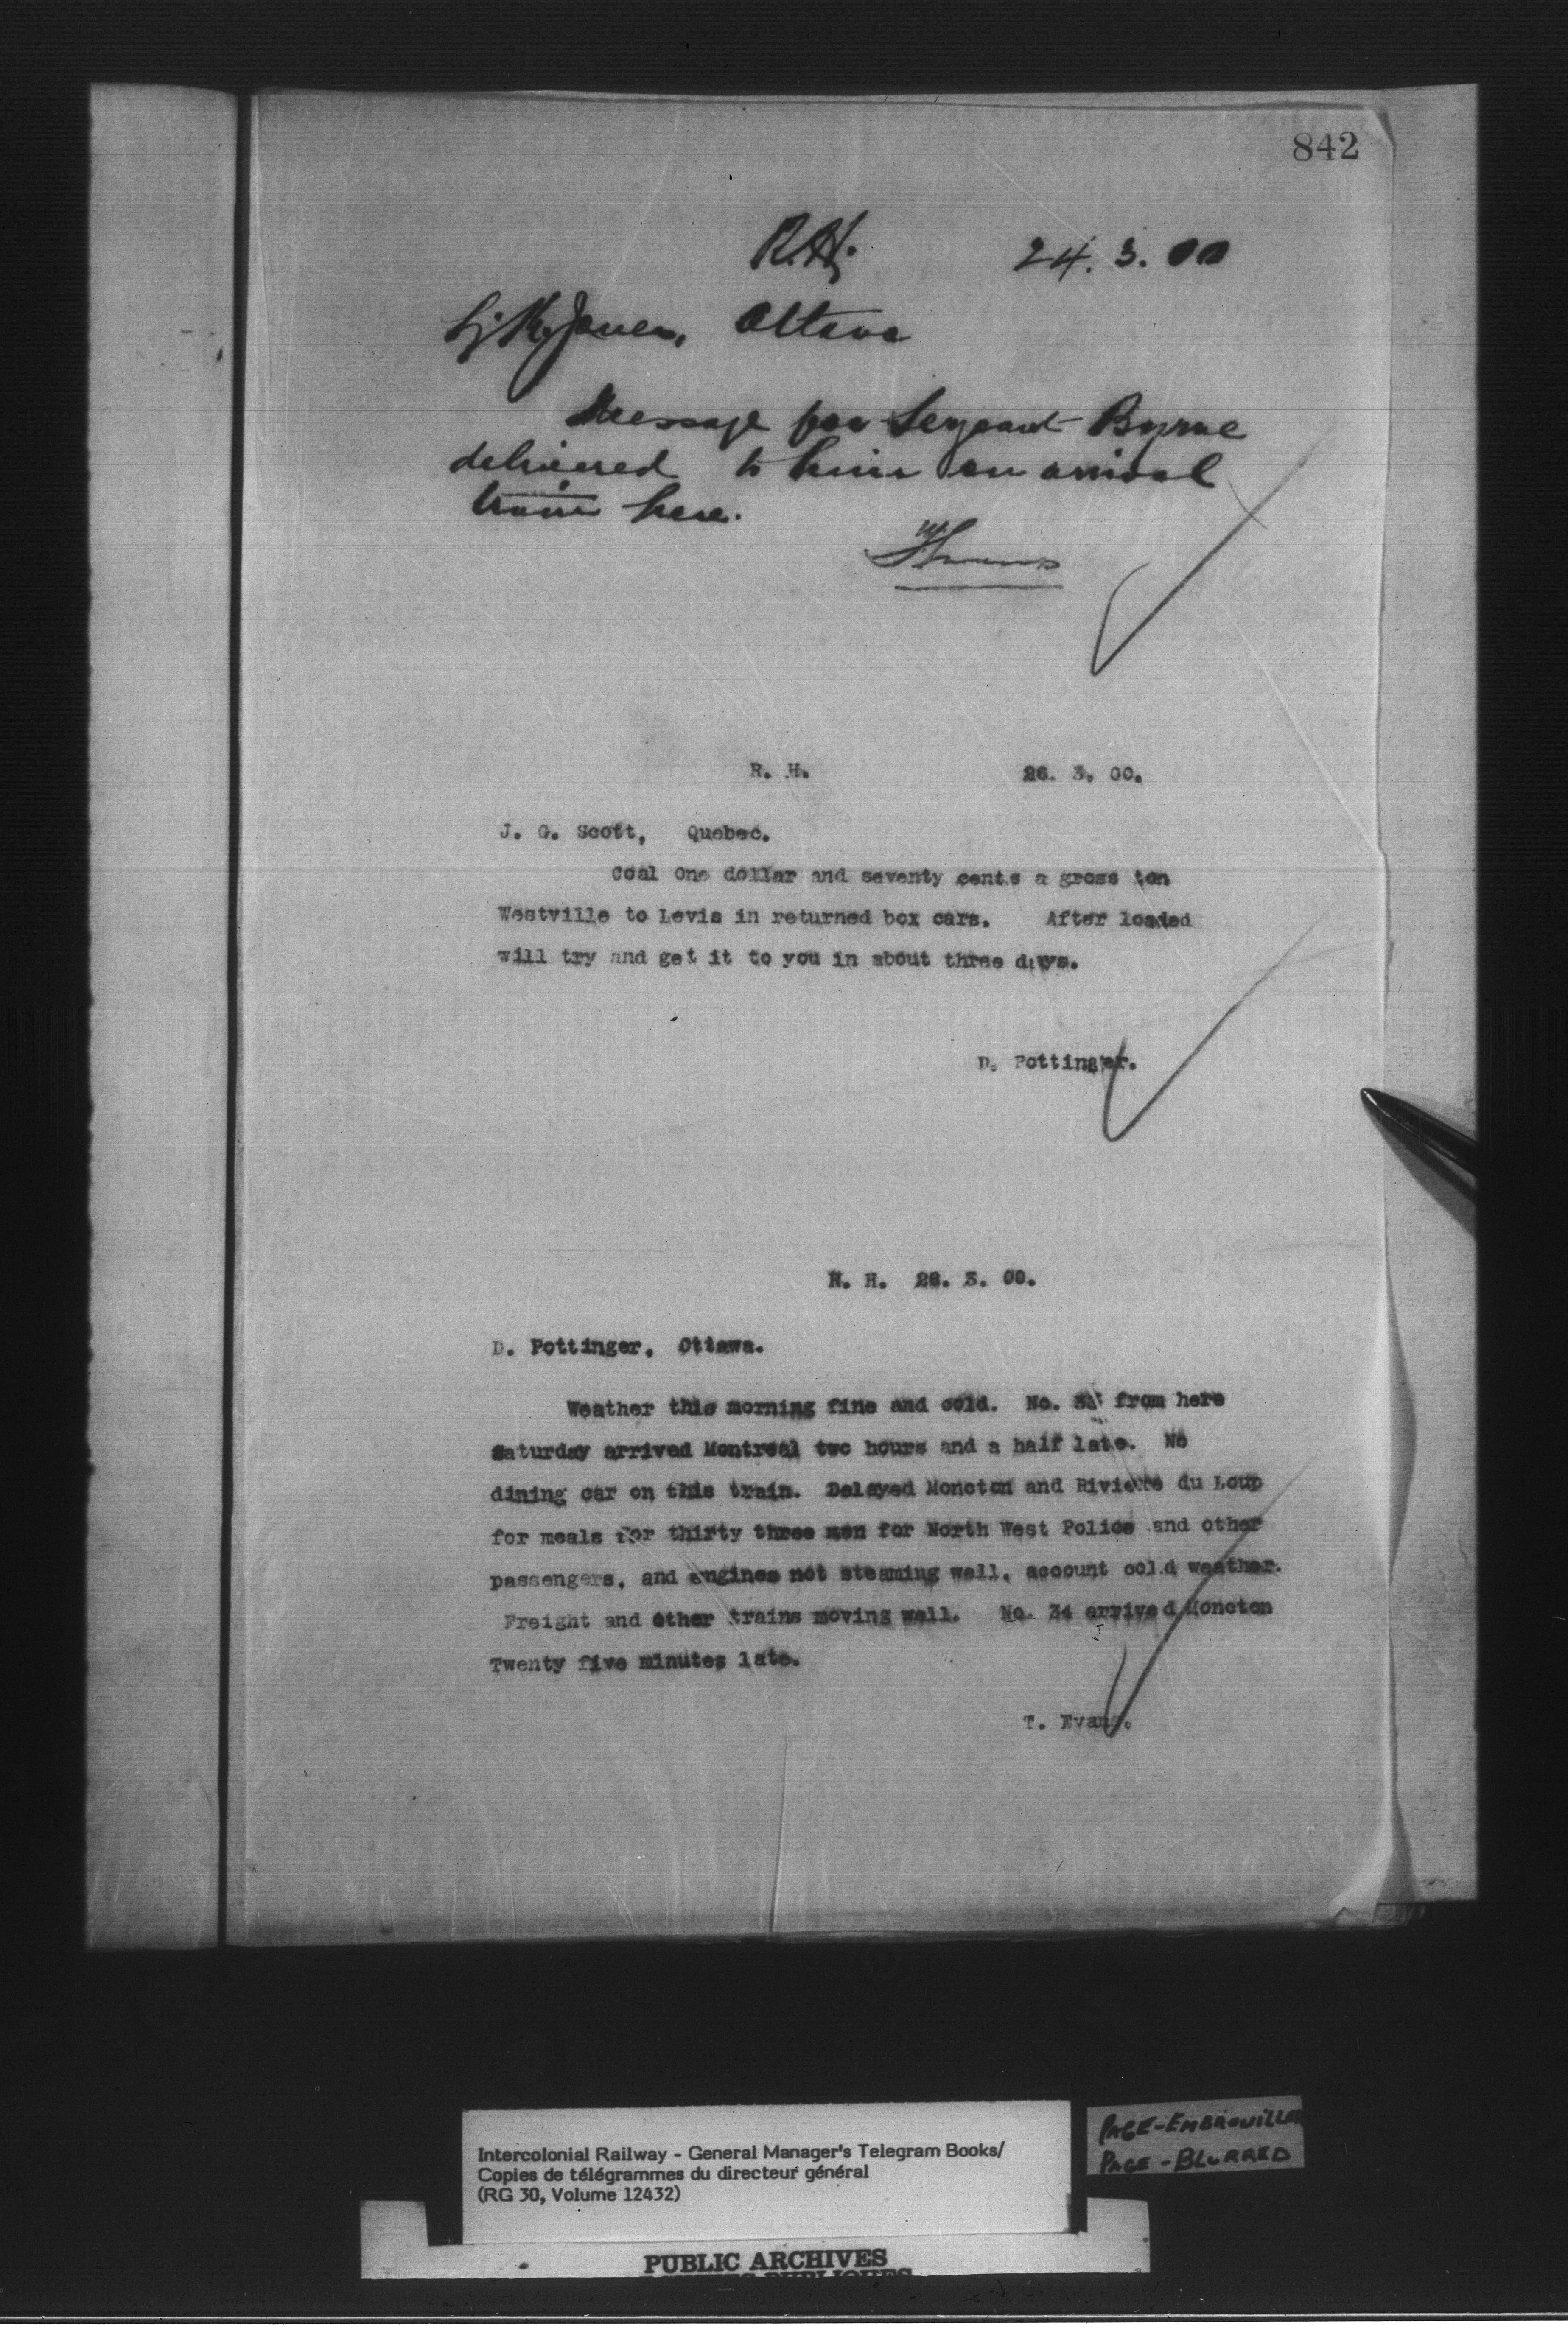 842
R.H. 24. 3. 00
Jones, Ottawa
Message for Sergeant Byrne
delivered to him on arrival
train here.
R. H. 26. 3. 00.
J. G. Scott, Quebec.
Coal One dollar and seventy cents a gross ton
Westville to Levis in returned box cars. After loaded
will try and get it to you in about three days.
D. Pottinger.
R. H. 26. 3. 00.
D. Pottinger, Ottawa.
Weather this morning fine and cold. No. from here
Saturday arrived Montreal two hours and a half late. No
dining car on this train. Delayed Moncton and Riviere du Loup
for meals for thirty three men for North West Police and other
passengers, and engines not steaming well, account cold weather.
Freight and other trains moving well. No. 34 arrived Moncton
Twenty five minutes late.
T. Evans.
Intercolonial Railway - General Manager's Telegram Books/
Copies de télégrammes du directeur général
(RG 30, Volume 12432)
PAGE-EMBROUILLER
PAGE-BLURRED
PUBLIC ARCHIVES